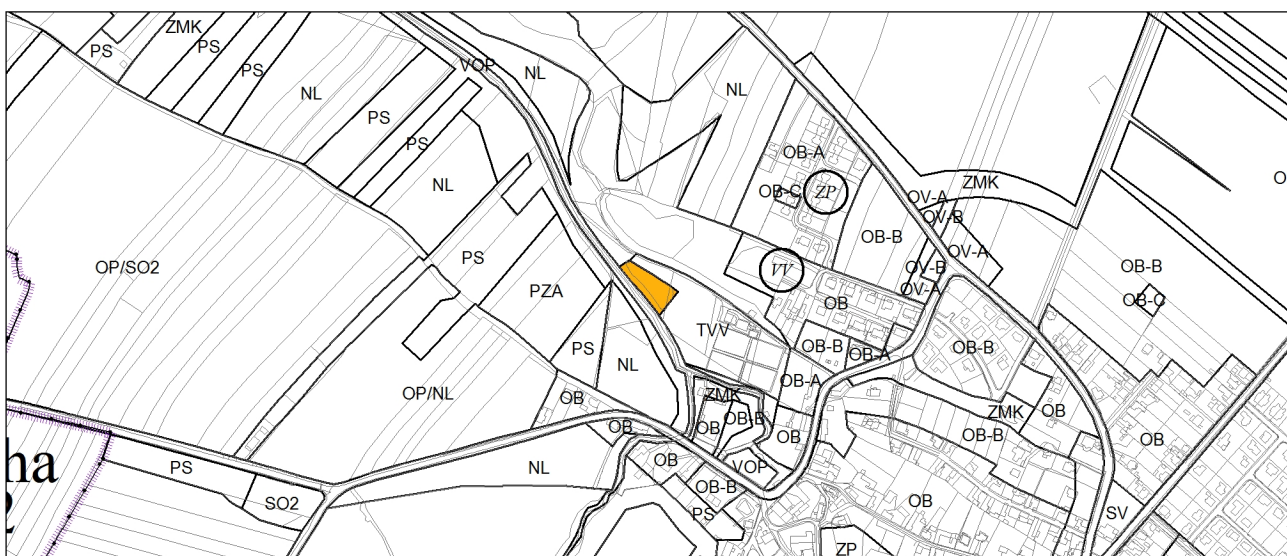 ZMK
PS
PS
PS
VOP
NL
NL
NL
PS
PS
OB-A
NL
OB-C
ZP
ZMK
OV-A
OV-B
OV-A
OB-B
OP/SO2
PS
PZA
VV
OV-B
OV-A
OB-B
OB-C
OB
TVV
OB-B
OB-A
OB-B
PS
NL
OB-A
OP/NL
OB
ZMK
OB-B
OB
OB
OB
ZMK
OB
OB-B
OB
ha
PS
SO2
NL
OB
VOP
OB-B
PS
OB
SV
ZP